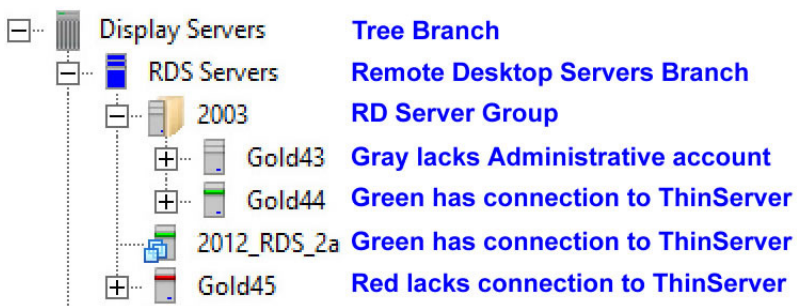 Display Servers Tree Branch
RDS Servers Remote Desktop Servers Branch
2003 RD Server Group
Gold43 Gray lacks Administrative account
Gold44 Green has connection to ThinServer
2012_RDS_2a Green has connection to ThinServer
Gold45 Red lacks connection to ThinServer